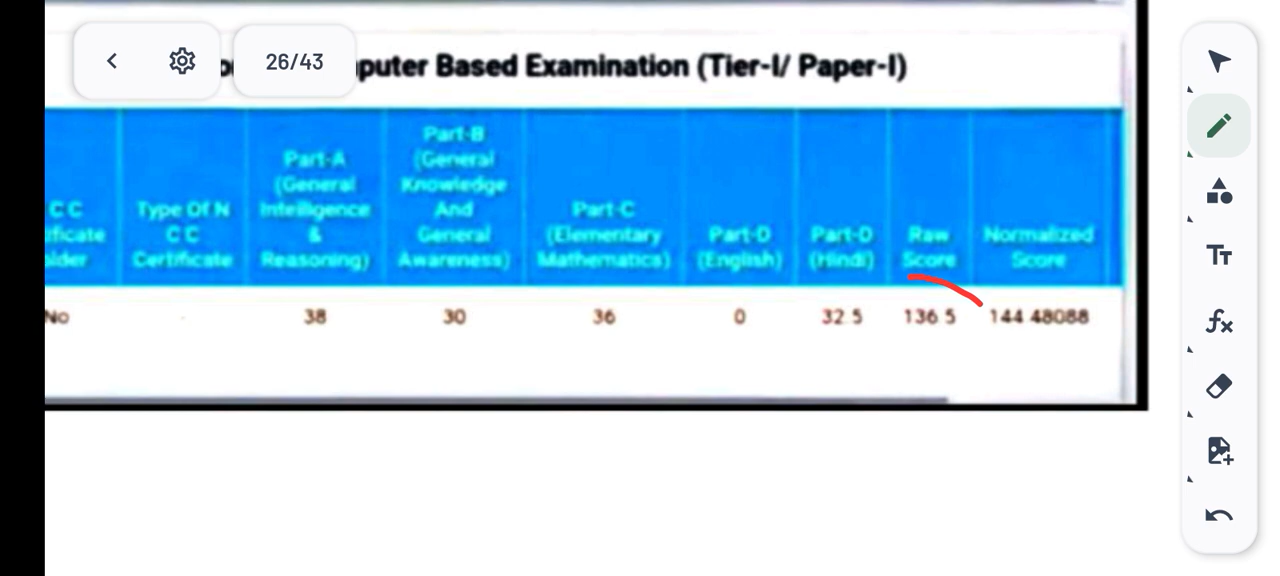 26/43
puter Based Examination (Tier-I/ Paper-I)
C C
Type Of N C C Certificate
Part-A (General Intelligence & Reasoning)
Part-B (General Knowledge And General Awareness)
Part-C (Elementary Mathematics)
Part-D (English)
Part-D (Hindi)
Raw Score
Normalized Score
No - 38 30 36 0 32.5 136.5 144.48088
Tт
fx